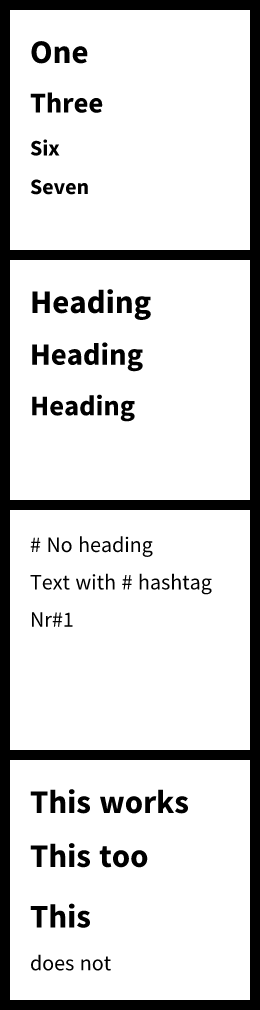 One
Three
Six
Seven
Heading
Heading
Heading
# No heading
Text with # hashtag
Nr#1
This works
This too
This
does not